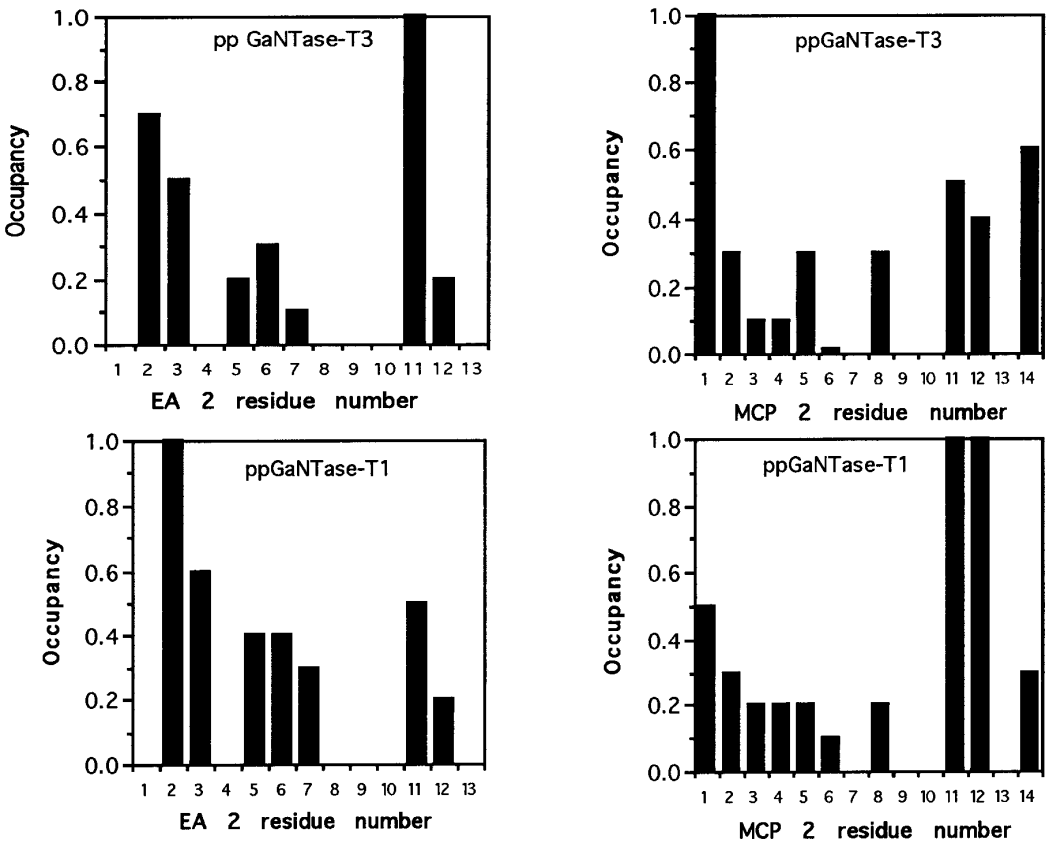 pp GaNTase-T3
1.0
0.8
0.6
0.4
0.2
0.0
Occupancy
1 2 3 4 5 6 7 8 9 10 11 12 13
EA 2 residue number
ppGaNTase-T3
1.0
0.8
0.6
0.4
0.2
0.0
Occupancy
1 2 3 4 5 6 7 8 9 10 11 12 13 14
MCP 2 residue number
ppGaNTase-T1
1.0
0.8
0.6
0.4
0.2
0.0
Occupancy
1 2 3 4 5 6 7 8 9 10 11 12 13
EA 2 residue number
ppGaNTase-T1
1.0
0.8
0.6
0.4
0.2
0.0
Occupancy
1 2 3 4 5 6 7 8 9 10 11 12 13 14
MCP 2 residue number